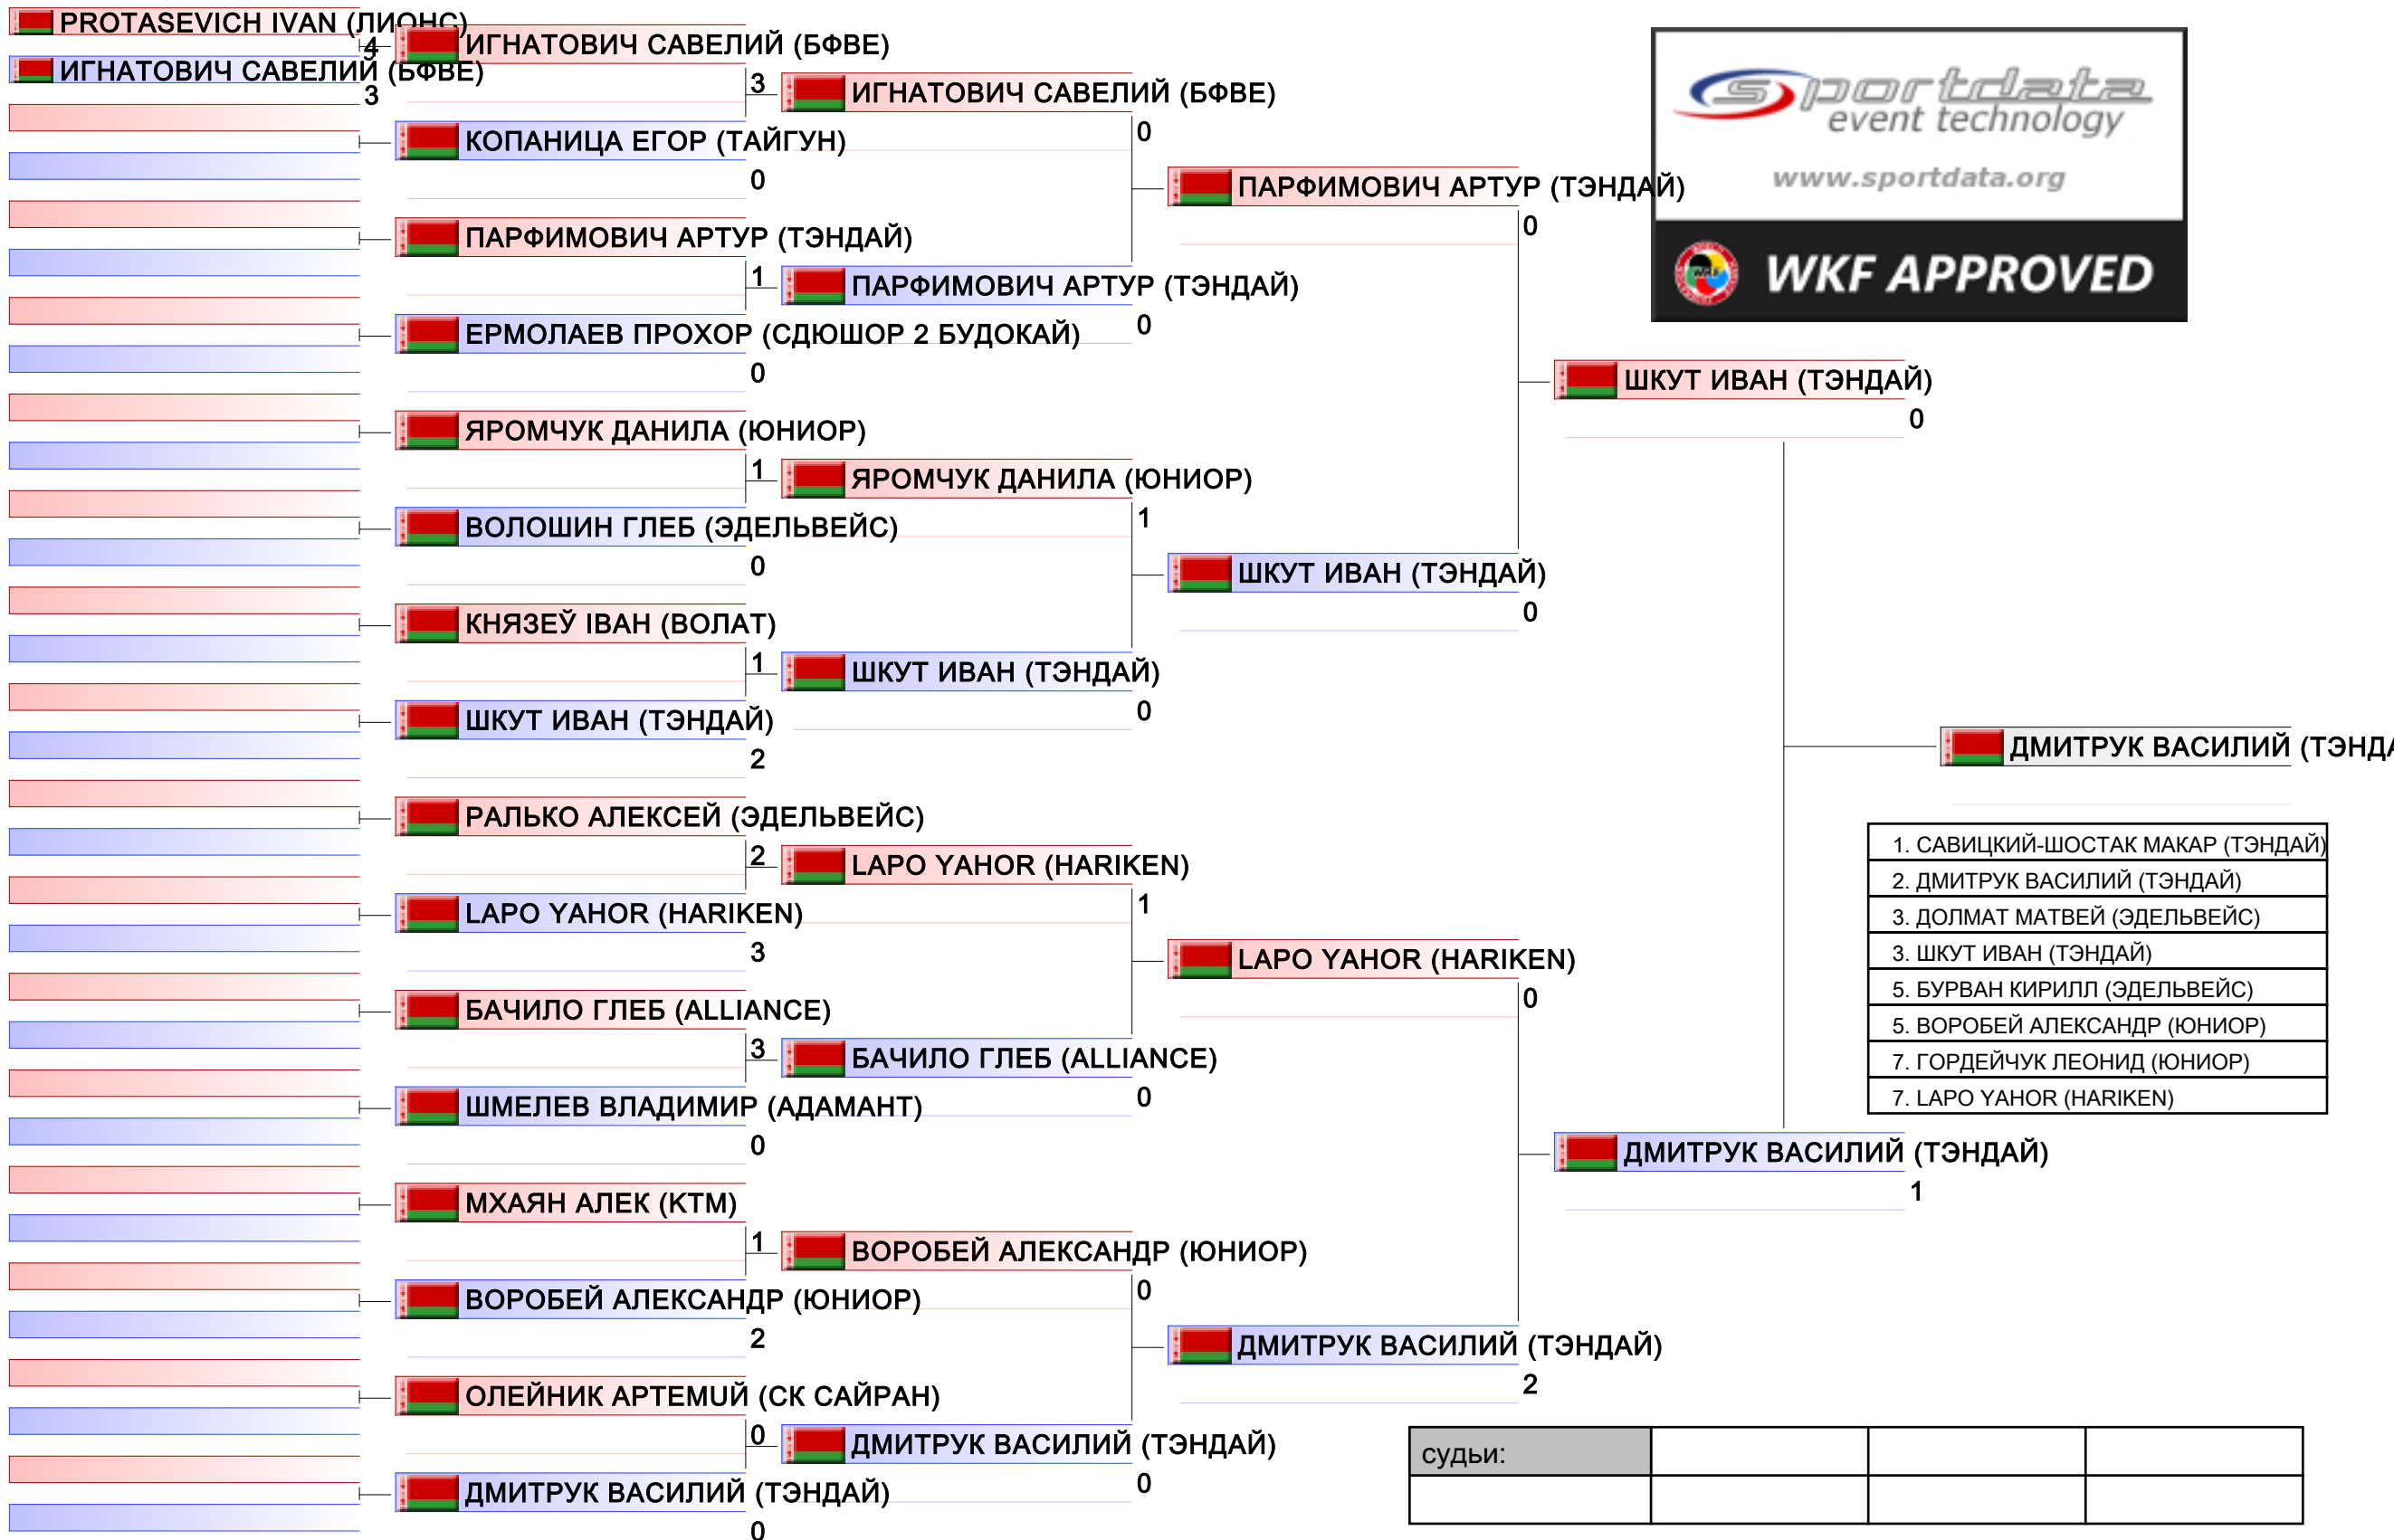 PROTASEVICH IVAN (ЛИОНС)
4
ИГНАТОВИЧ САВЕЛИЙ (БФВЕ)
3
ИГНАТОВИЧ САВЕЛИЙ (БФВЕ)
3
КОПАНИЦА ЕГОР (ТАЙГУН)
0
ПАРФИМОВИЧ АРТУР (ТЭНДАЙ)
1
ЕРМОЛАЕВ ПРОХОР (СДЮШОР 2 БУДОКАЙ)
0
ЯРОМЧУК ДАНИЛА (ЮНИОР)
1
ВОЛОШИН ГЛЕБ (ЭДЕЛЬВЕЙС)
0
КНЯЗЕЎ ІВАН (ВОЛАТ)
1
ШКУТ ИВАН (ТЭНДАЙ)
2
РАЛЬКО АЛЕКСЕЙ (ЭДЕЛЬВЕЙС)
2
LAPO YAHOR (HARIKEN)
3
БАЧИЛО ГЛЕБ (ALLIANCE)
3
ШМЕЛЕВ ВЛАДИМИР (АДАМАНТ)
0
МХАЯН АЛЕК (КТМ)
1
ВОРОБЕЙ АЛЕКСАНДР (ЮНИОР)
2
ОЛЕЙНИК АРТЕМИЙ (СК САЙРАН)
0
ДМИТРУК ВАСИЛИЙ (ТЭНДАЙ)
0
ИГНАТОВИЧ САВЕЛИЙ (БФВЕ)
0
ПАРФИМОВИЧ АРТУР (ТЭНДАЙ)
0
ЯРОМЧУК ДАНИЛА (ЮНИОР)
1
ШКУТ ИВАН (ТЭНДАЙ)
0
LAPO YAHOR (HARIKEN)
1
БАЧИЛО ГЛЕБ (ALLIANCE)
0
ВОРОБЕЙ АЛЕКСАНДР (ЮНИОР)
0
ДМИТРУК ВАСИЛИЙ (ТЭНДАЙ)
0
ПАРФИМОВИЧ АРТУР (ТЭНДАЙ)
0
ШКУТ ИВАН (ТЭНДАЙ)
0
LAPO YAHOR (HARIKEN)
0
ДМИТРУК ВАСИЛИЙ (ТЭНДАЙ)
2
ШКУТ ИВАН (ТЭНДАЙ)
0
ДМИТРУК ВАСИЛИЙ (ТЭНДАЙ)
1
ДМИТРУК ВАСИЛИЙ (ТЭНДА
sportdata
event technology
www.sportdata.org
WKF APPROVED
1. САВИЦКИЙ-ШОСТАК МАКАР (ТЭНДАЙ)
2. ДМИТРУК ВАСИЛИЙ (ТЭНДАЙ)
3. ДОЛМАТ МАТВЕЙ (ЭДЕЛЬВЕЙС)
3. ШКУТ ИВАН (ТЭНДАЙ)
5. БУРВАН КИРИЛЛ (ЭДЕЛЬВЕЙС)
5. ВОРОБЕЙ АЛЕКСАНДР (ЮНИОР)
7. ГОРДЕЙЧУК ЛЕОНИД (ЮНИОР)
7. LAPO YAHOR (HARIKEN)
судьи: